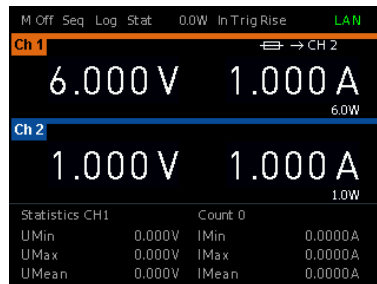 M Off Seq Log Stat 0.0W In Trig Rise LAN
Ch 1 → CH 2
6.000 V 1.000 A
6.0W
Ch 2
1.000 V 1.000 A
1.0W
Statistics CH1 Count 0
UMin 0.000V IMin 0.0000A
UMax 0.000V IMax 0.0000A
UMean 0.000V IMean 0.0000A